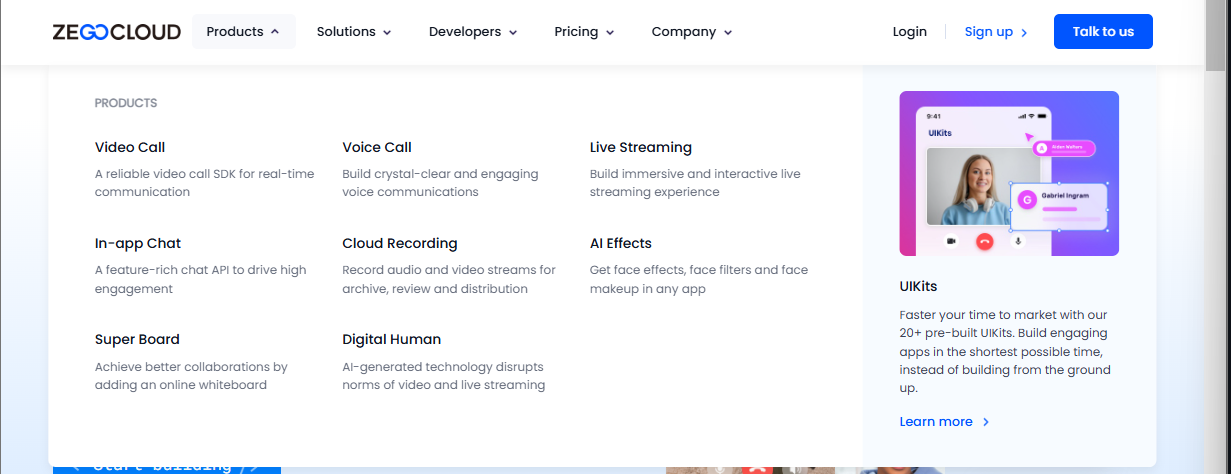 ZEGOCLOUD
Products
Solutions
Developers
Pricing
Company
Login
Sign up
Talk to us
PRODUCTS
Video Call
A reliable video call SDK for real-time
communication
Voice Call
Build crystal-clear and engaging
voice communications
Live Streaming
Build immersive and interactive live
streaming experience
In-app Chat
A feature-rich chat API to drive high
engagement
Cloud Recording
Record audio and video streams for
archive, review and distribution
AI Effects
Get face effects, face filters and face
makeup in any app
Super Board
Achieve better collaborations by
adding an online whiteboard
Digital Human
AI-generated technology disrupts
norms of video and live streaming
9:41
UIKits
A
G
Gabriel Ingram
UIKits
Faster your time to market with our
20+ pre-built UIKits. Build engaging
apps in the shortest possible time,
instead of building from the ground
up.
Learn more
Start building